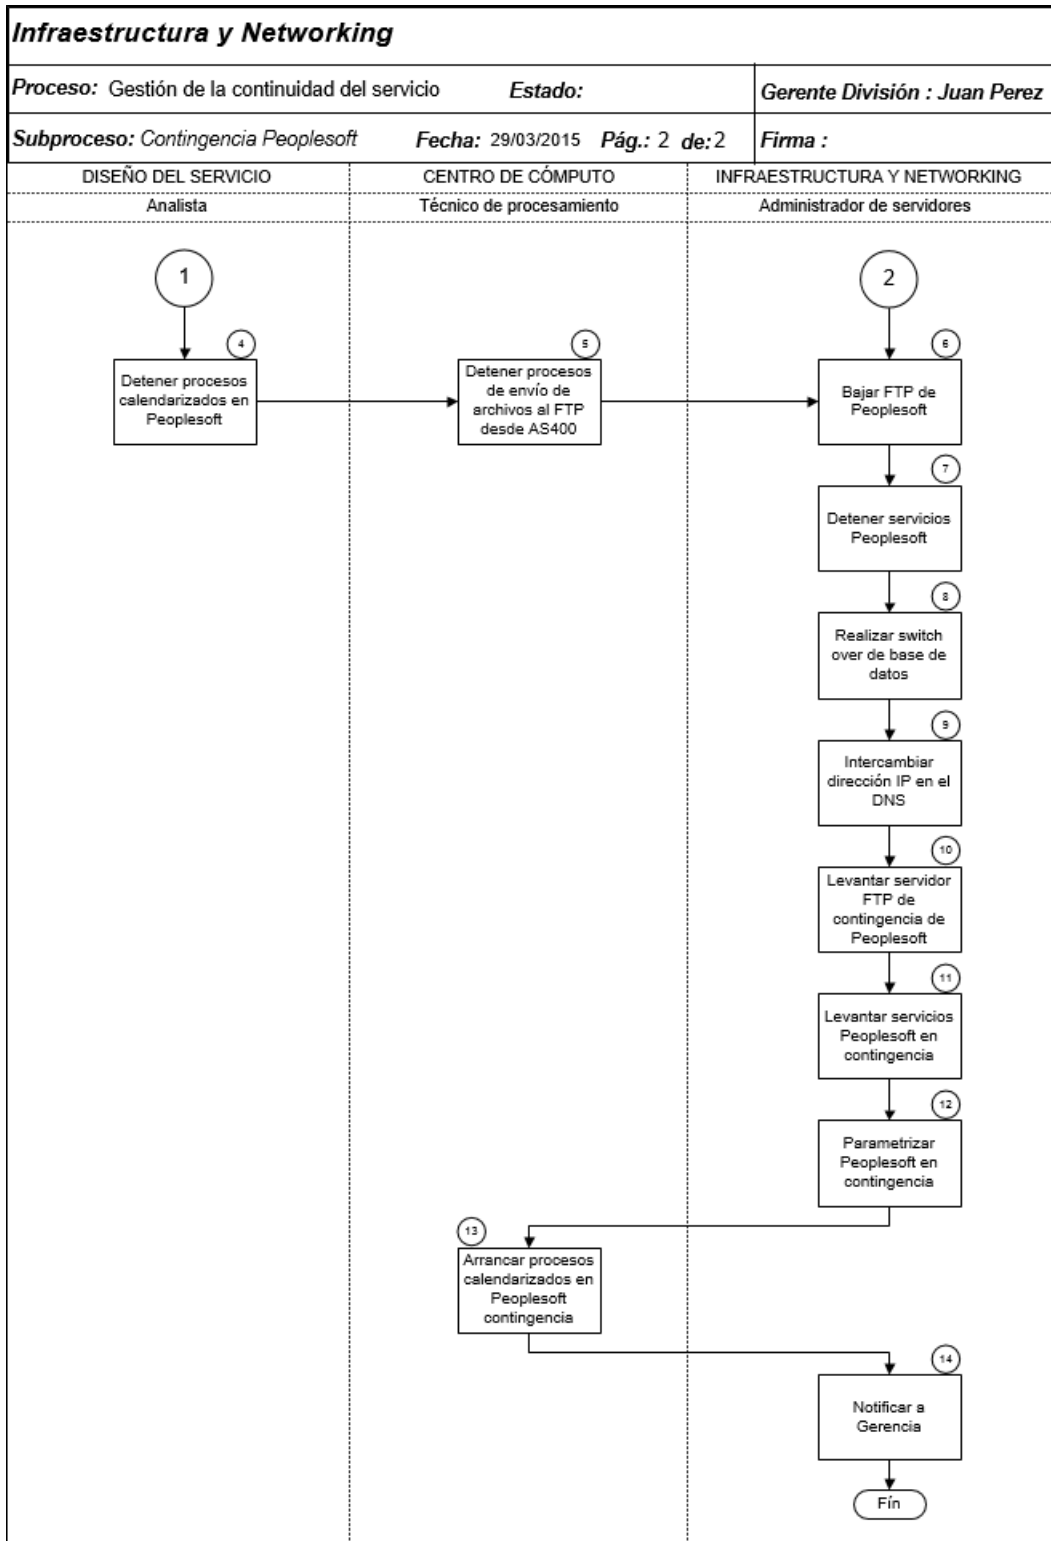 Infraestructura y Networking
Proceso: Gestión de la continuidad del servicio Estado: Gerente División : Juan Perez
Subproceso: Contingencia Peoplesoft Fecha: 29/03/2015 Pág.: 2 de: 2 Firma :
DISEÑO DEL SERVICIO CENTRO DE CÓMPUTO INFRAESTRUCTURA Y NETWORKING
Analista Técnico de procesamiento Administrador de servidores
1
2
4
Detener procesos
calendarizados en
Peoplesoft
5
Detener procesos
de envío de
archivos al FTP
desde AS400
6
Bajar FTP de
Peoplesoft
7
Detener servicios
Peoplesoft
8
Realizar switch
over de base de
datos
9
Intercambiar
dirección IP en el
DNS
10
Levantar servidor
FTP de
contingencia de
Peoplesoft
11
Levantar servicios
Peoplesoft en
contingencia
12
Parametrizar
Peoplesoft en
contingencia
13
Arrancar procesos
calendarizados en
Peoplesoft
contingencia
14
Notificar a
Gerencia
Fín